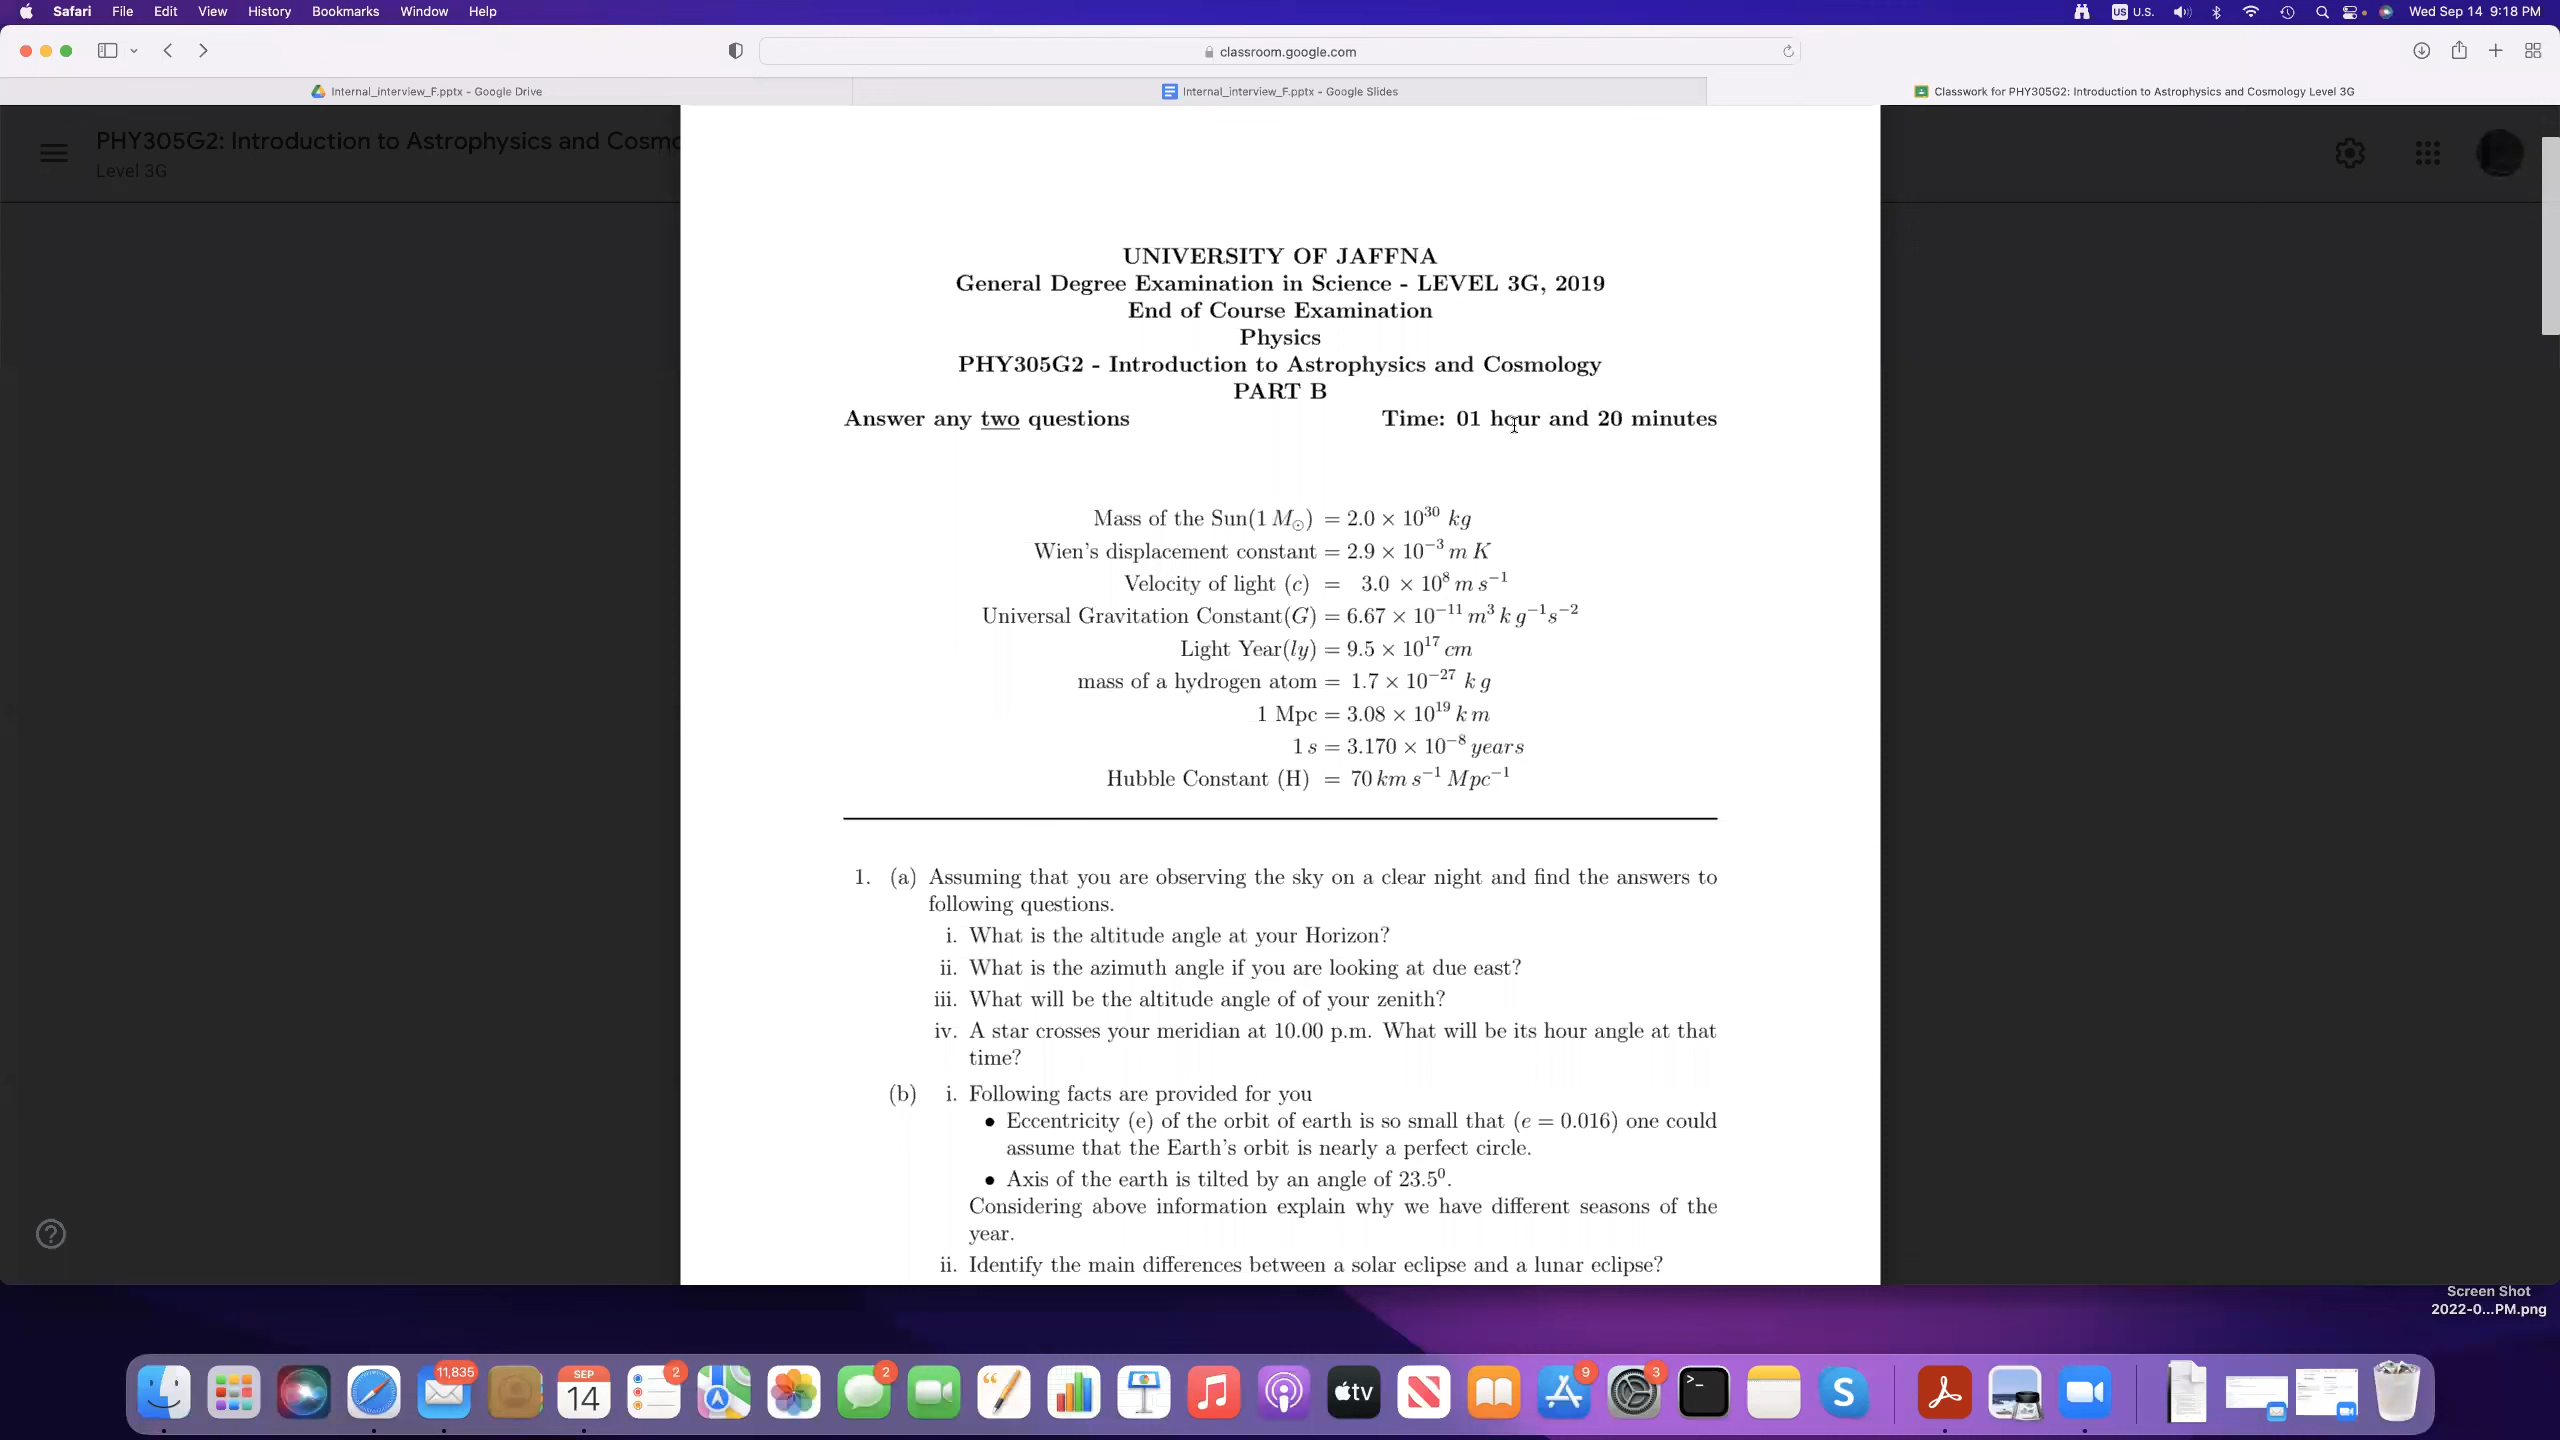 Safari File Edit View History Bookmarks Window Help
US U.S. Wed Sep 14 9:18 PM
classroom.google.com
Internal_interview_F.pptx - Google Drive
Internal_interview_F.pptx - Google Slides
Classwork for PHY305G2: Introduction to Astrophysics and Cosmology Level 3G
PHY305G2: Introduction to Astrophysics and Cosmo
Level 3G
UNIVERSITY OF JAFFNA
General Degree Examination in Science - LEVEL 3G, 2019
End of Course Examination
Physics
PHY305G2 - Introduction to Astrophysics and Cosmology
PART B
Answer any two questions Time: 01 hour and 20 minutes
Mass of the Sun(1 M⊙) = 2.0 × 10³⁰ kg
Wien's displacement constant = 2.9 × 10⁻³ m K
Velocity of light (c) = 3.0 × 10⁸ m s⁻¹
Universal Gravitation Constant(G) = 6.67 × 10⁻¹¹ m³ k g⁻¹s⁻²
Light Year(ly) = 9.5 × 10¹⁷ cm
mass of a hydrogen atom = 1.7 × 10⁻²⁷ k g
1 Mpc = 3.08 × 10¹⁹ k m
1 s = 3.170 × 10⁻⁸ years
Hubble Constant (H) = 70 km s⁻¹ Mpc⁻¹
1. (a) Assuming that you are observing the sky on a clear night and find the answers to
following questions.
i. What is the altitude angle at your Horizon?
ii. What is the azimuth angle if you are looking at due east?
iii. What will be the altitude angle of of your zenith?
iv. A star crosses your meridian at 10.00 p.m. What will be its hour angle at that
time?
(b) i. Following facts are provided for you
• Eccentricity (e) of the orbit of earth is so small that (e = 0.016) one could
assume that the Earth's orbit is nearly a perfect circle.
• Axis of the earth is tilted by an angle of 23.5⁰.
Considering above information explain why we have different seasons of the
year.
ii. Identify the main differences between a solar eclipse and a lunar eclipse?
Screen Shot
2022-0...PM.png
11,835
SEP
14
2
2
tv
9
3
>_
S